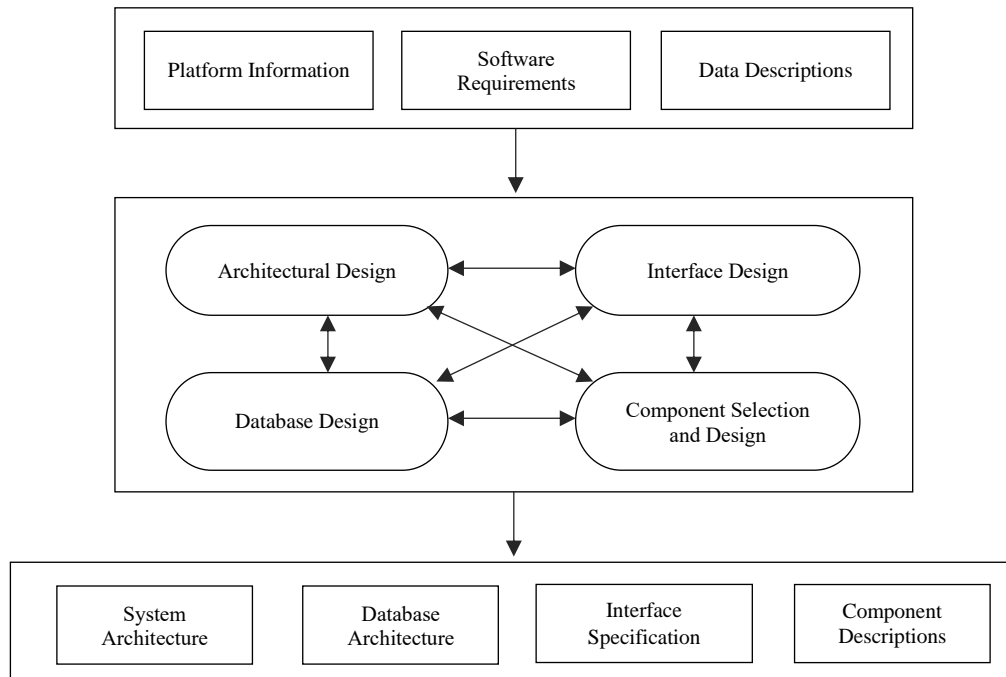 Platform Information
Software
Requirements
Data Descriptions
Architectural Design
Interface Design
Database Design
Component Selection
and Design
System
Architecture
Database
Architecture
Interface
Specification
Component
Descriptions